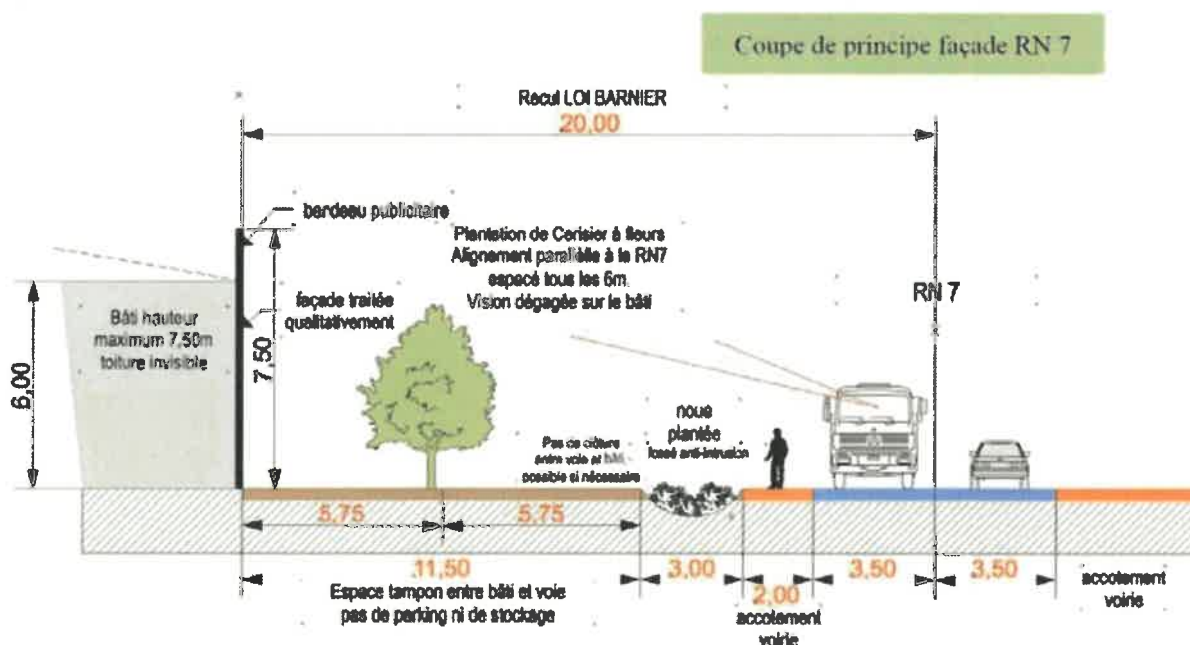 Coupe de principe façade RN 7
Recul LOI BARNIER
20,00
bandeau publicitaire
Plantation de Cerisier à fleurs
Alignement parallèlle à la RN7
espacé tous les 6m.
Vision dégagée sur le bâti
RN 7
façade traitée
qualitativement
Bâti hauteur
maximum 7,50m
toiture invisible
7,50
6,00
noue
plantée
fossé anti-intrusion
Pas de clôture
entre voie et bâti,
possible si nécessaire
5,75
5,75
11,50
3,00
2,00
3,50
3,50
Espace tampon entre bâti et voie
pas de parking ni de stockage
accotement
voirie
accotement
voirie